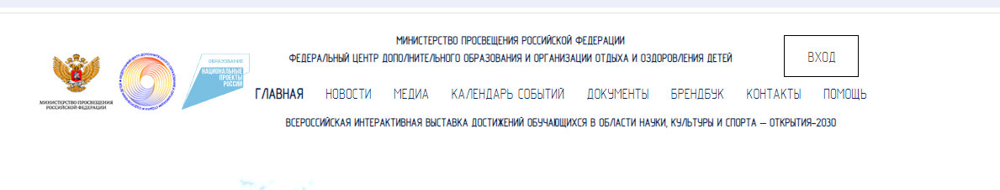 МИНИСТЕРСТВО ПРОСВЕЩЕНИЯ РОССИЙСКОЙ ФЕДЕРАЦИИ
ФЕДЕРАЛЬНЫЙ ЦЕНТР ДОПОЛНИТЕЛЬНОГО ОБРАЗОВАНИЯ И ОРГАНИЗАЦИИ ОТДЫХА И ОЗДОРОВЛЕНИЯ ДЕТЕЙ
ВХОД
МИНИСТЕРСТВО ПРОСВЕЩЕНИЯ
РОССИЙСКОЙ ФЕДЕРАЦИИ
ОБРАЗОВАНИЕ
НАЦИОНАЛЬНЫЕ
ПРОЕКТЫ
РОССИИ
ГЛАВНАЯ НОВОСТИ МЕДИА КАЛЕНДАРЬ СОБЫТИЙ ДОКУМЕНТЫ БРЕНДБУК КОНТАКТЫ ПОМОЩЬ
ВСЕРОССИЙСКАЯ ИНТЕРАКТИВНАЯ ВЫСТАВКА ДОСТИЖЕНИЙ ОБУЧАЮЩИХСЯ В ОБЛАСТИ НАУКИ, КУЛЬТУРЫ И СПОРТА – ОТКРЫТИЯ-2030